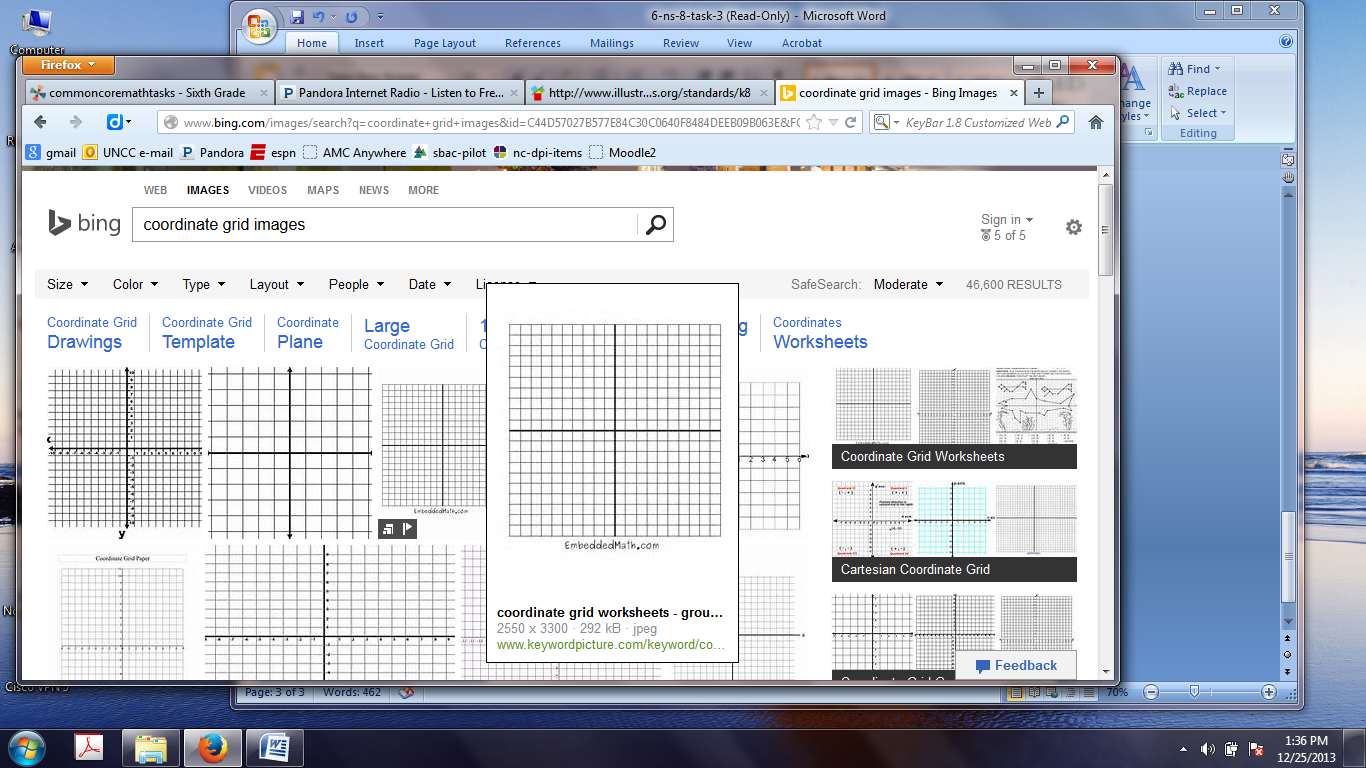 Computer
6-ns-8-task-3 (Read-Only) - Microsoft Word
Home Insert Page Layout References Mailings Review View Acrobat
Find
Replace
Select
Editing
Firefox
commoncoremathtasks - Sixth Grade
Pandora Internet Radio - Listen to Fre...
http://www.illustr...s.org/standards/k8
coordinate grid images - Bing Images
www.bing.com/images/search?q=coordinate+grid+images&id=C44D57027B577E84C30C0640F8484DEEB09B063E&FO
KeyBar 1.8 Customized Web
gmail UNCC e-mail Pandora espn AMC Anywhere sbac-pilot nc-dpi-items Moodle2
WEB IMAGES VIDEOS MAPS NEWS MORE
bing
coordinate grid images
Sign in
5 of 5
Size Color Type Layout People Date
SafeSearch: Moderate 46,600 RESULTS
Coordinate Grid
Drawings
Coordinate Grid
Template
Coordinate
Plane
Large
Coordinate Grid
Coordinates
Worksheets
EmbeddedMath.com
coordinate grid worksheets - grou...
2550 x 3300 · 292 kB · jpeg
www.keywordpicture.com/keyword/co...
EmbeddedMath.com
y
Coordinate Grid Paper
Coordinate Grid Worksheets
Cartesian Coordinate Grid
Feedback
Page: 3 of 3 Words: 462
70%
1:36 PM
12/25/2013